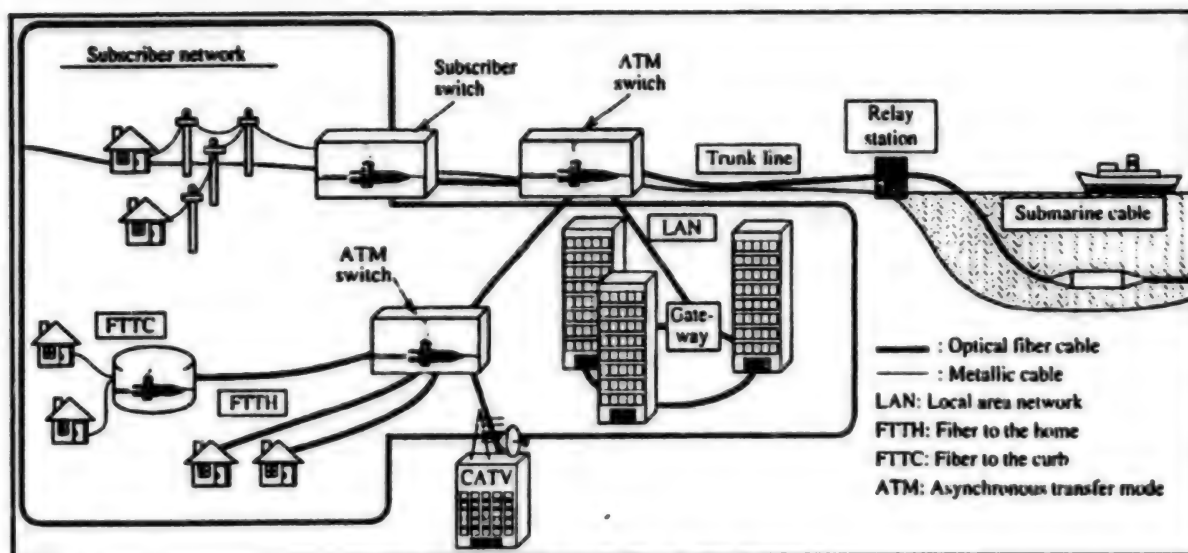 Subscriber network
Subscriber
switch
ATM
switch
Relay
station
Trunk line
Submarine cable
LAN
ATM
switch
Gate-
way
FTTC
FTTH
CATV
: Optical fiber cable
: Metallic cable
LAN: Local area network
FTTH: Fiber to the home
FTTC: Fiber to the curb
ATM: Asynchronous transfer mode